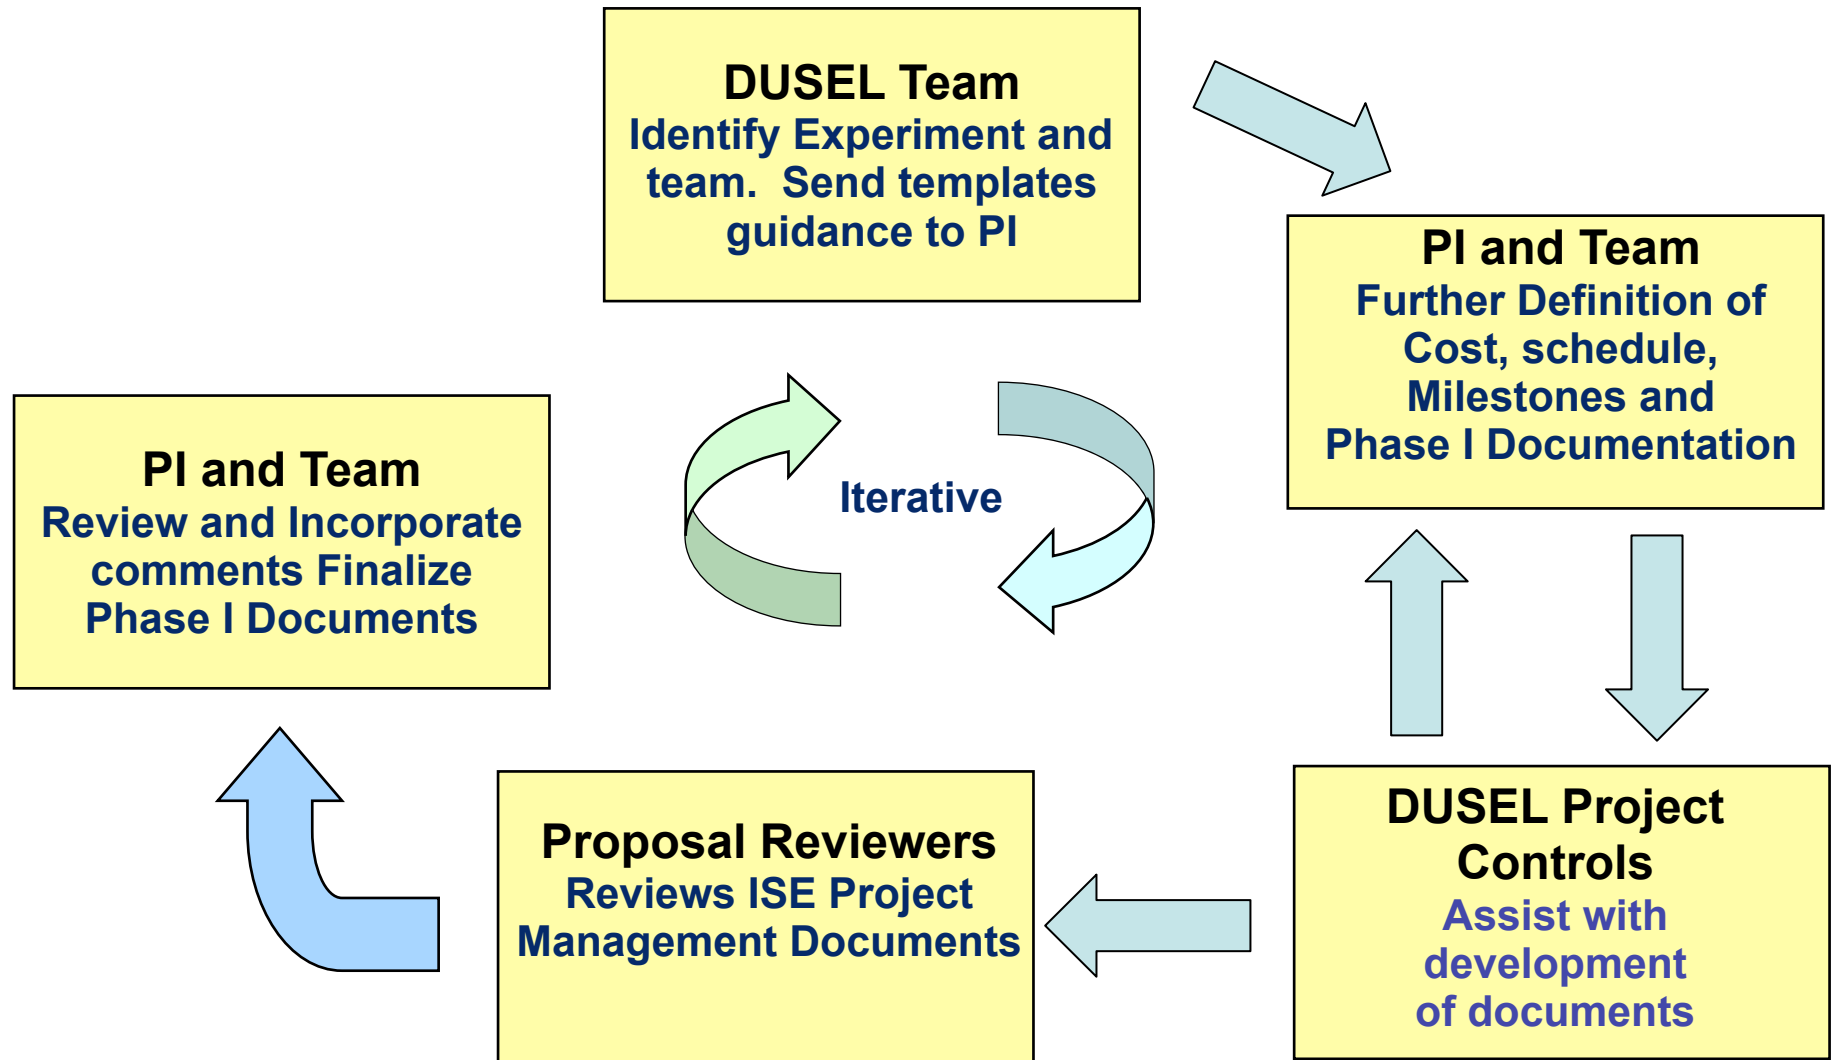 DUSEL Team
Identify Experiment and
team.  Send templates
guidance to PI
PI and Team
Further Definition of
Cost, schedule,
Milestones and
Phase I Documentation
Iterative
PI and Team
Review and Incorporate
comments Finalize
Phase I Documents
Proposal Reviewers
Reviews ISE Project
Management Documents
DUSEL Project
Controls
Assist with
development
of documents